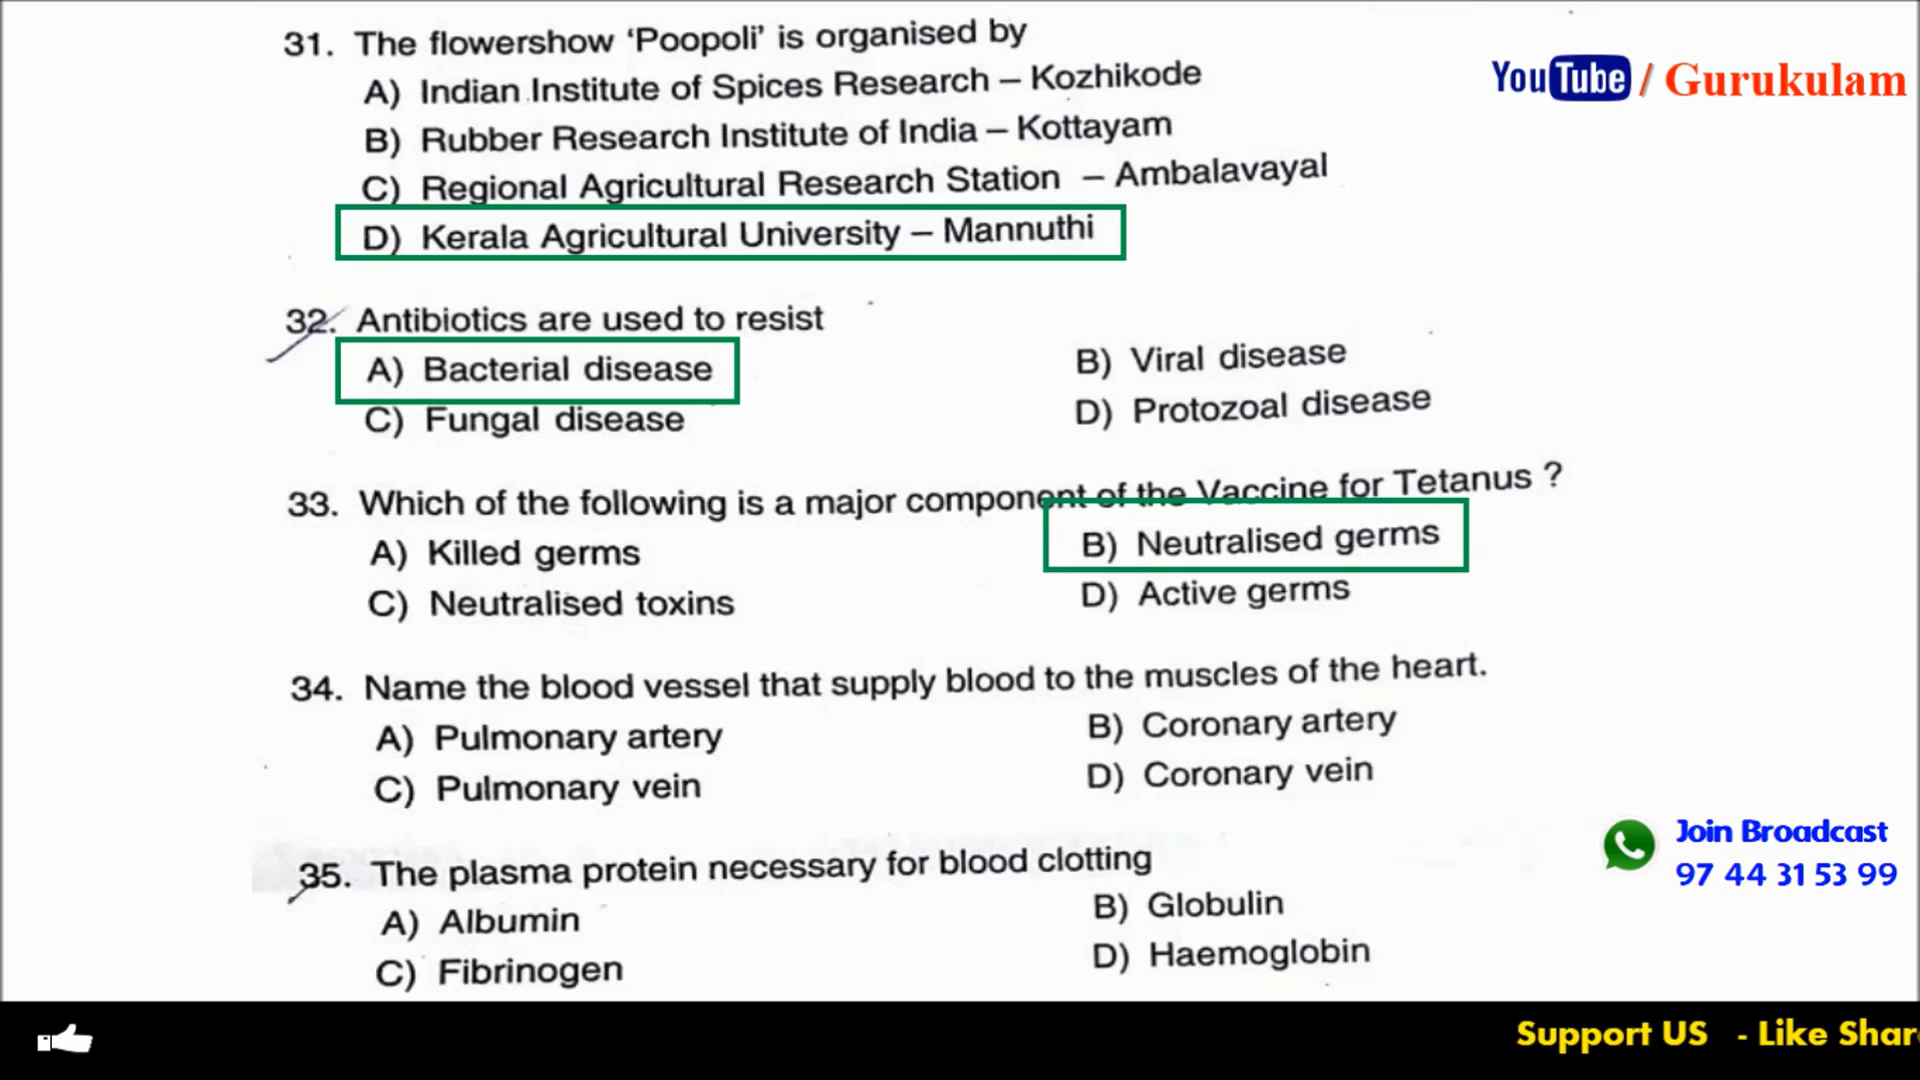 31. The flowershow ‘Poopoli’ is organised by
A) Indian Institute of Spices Research – Kozhikode
B) Rubber Research Institute of India – Kottayam
C) Regional Agricultural Research Station – Ambalavayal
D) Kerala Agricultural University – Mannuthi
YouTube / Gurukulam
32. Antibiotics are used to resist
A) Bacterial disease
B) Viral disease
C) Fungal disease
D) Protozoal disease
33. Which of the following is a major component of the Vaccine for Tetanus ?
A) Killed germs
B) Neutralised germs
C) Neutralised toxins
D) Active germs
34. Name the blood vessel that supply blood to the muscles of the heart.
A) Pulmonary artery
B) Coronary artery
C) Pulmonary vein
D) Coronary vein
35. The plasma protein necessary for blood clotting
A) Albumin
B) Globulin
C) Fibrinogen
D) Haemoglobin
Join Broadcast
97 44 31 53 99
Support US - Like Shar